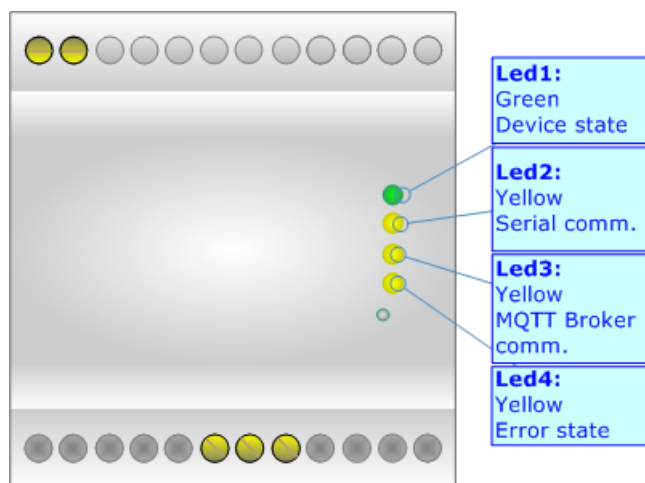 Led1:
Green
Device state
Led2:
Yellow
Serial comm.
Led3:
Yellow
MQTT Broker
comm.
Led4:
Yellow
Error state